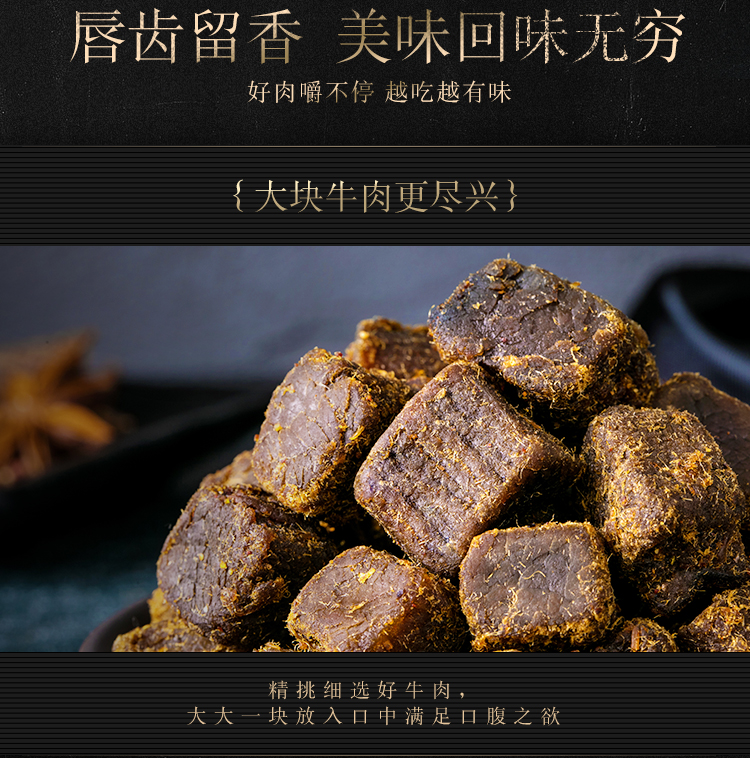 唇齿留香 美味回味无穷
好肉嚼不停 越吃越有味
{大块牛肉更尽兴}
精挑细选好牛肉，
大大一块放入口中满足口腹之欲